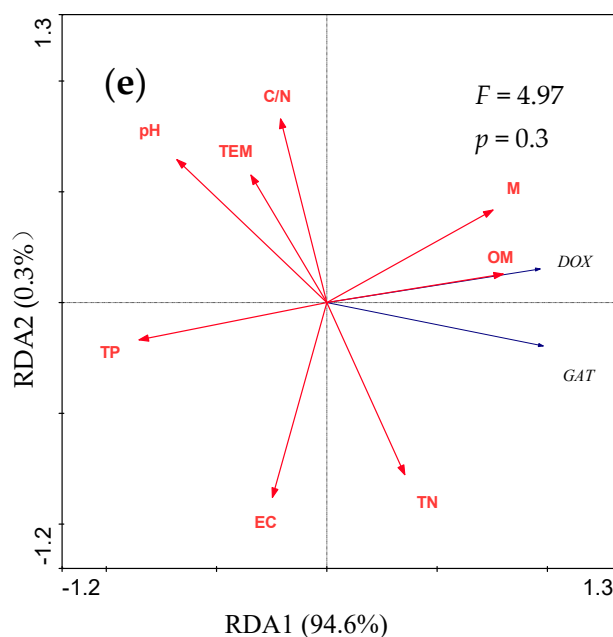 1.3
(e)
C/N
F = 4.97
pH
p = 0.3
TEM
M
OM
DOX
RDA2 (0.3%)
TP
GAT
TN
EC
-1.2
-1.2
1.3
RDA1 (94.6%)